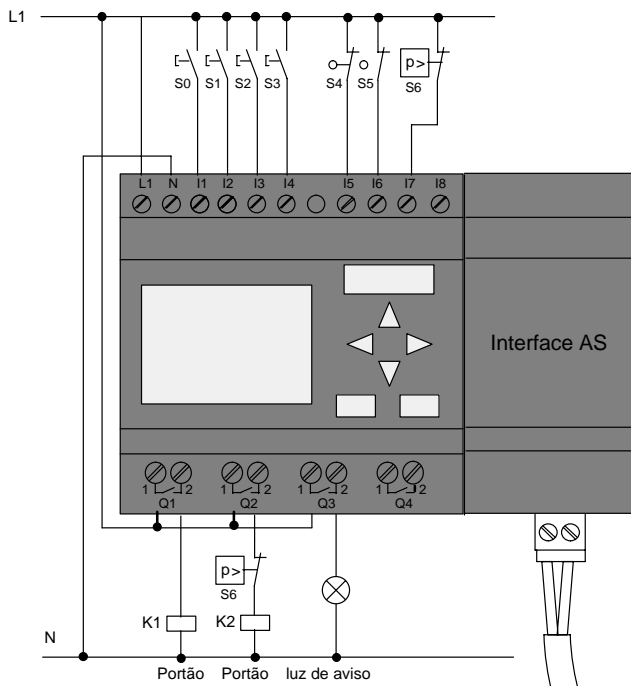 L1
S0 S1 S2 S3 S4 S5 p> S6
L1 N I1 I2 I3 I4 I5 I6 I7 I8
Interface AS
1 2 1 2 1 2 1 2
Q1 Q2 Q3 Q4
p>
S6
K1 K2
N
Portão Portão luz de aviso